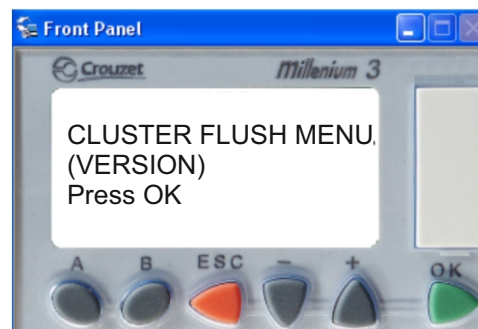 Front Panel
Crouzet
Millenium 3
CLUSTER FLUSH MENU.
(VERSION)
Press OK
A B ESC - + OK